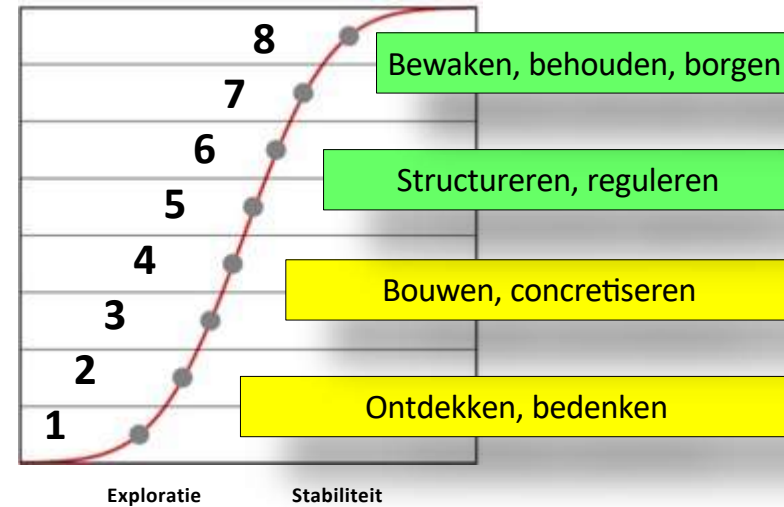 8
Bewaken, behouden, borgen
7
6
Structureren, reguleren
5
4
Bouwen, concretiseren
3
2
Ontdekken, bedenken
1
Exploratie Stabiliteit